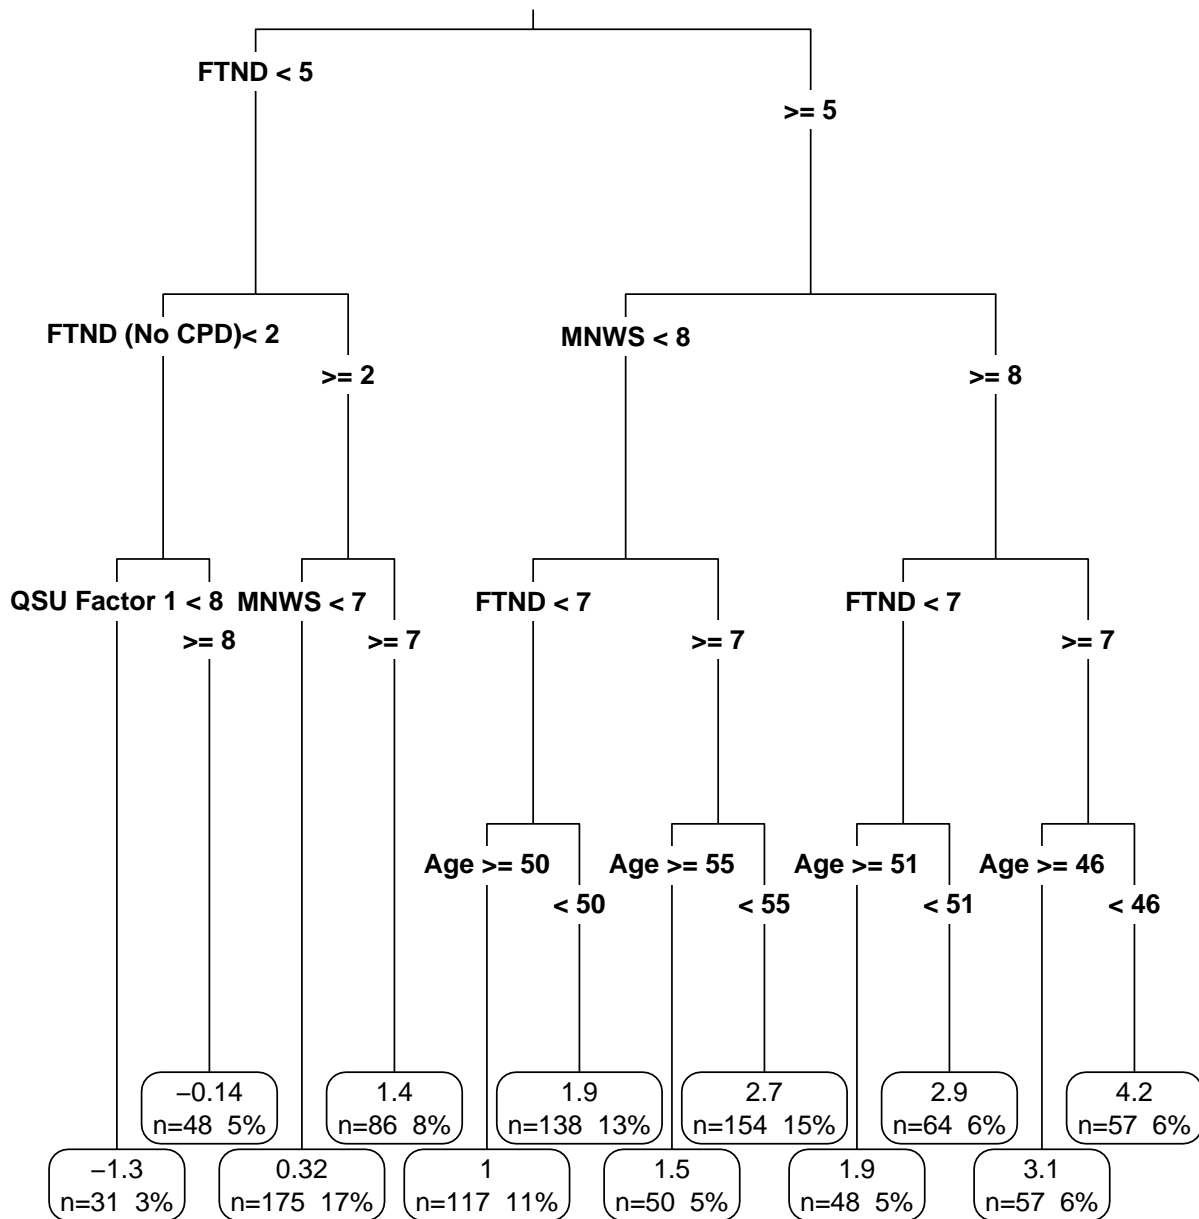 FTND < 5
>= 5
FTND (No CPD)< 2
>= 2
MNWS < 8
>= 8
QSU Factor 1 < 8
>= 8
MNWS < 7
>= 7
FTND < 7
>= 7
FTND < 7
>= 7
Age >= 50
< 50
Age >= 55
< 55
Age >= 51
< 51
Age >= 46
< 46
−0.14
n=48 5%
1.4
n=86 8%
1.9
n=138 13%
2.7
n=154 15%
2.9
n=64 6%
4.2
n=57 6%
−1.3
n=31 3%
0.32
n=175 17%
1
n=117 11%
1.5
n=50 5%
1.9
n=48 5%
3.1
n=57 6%